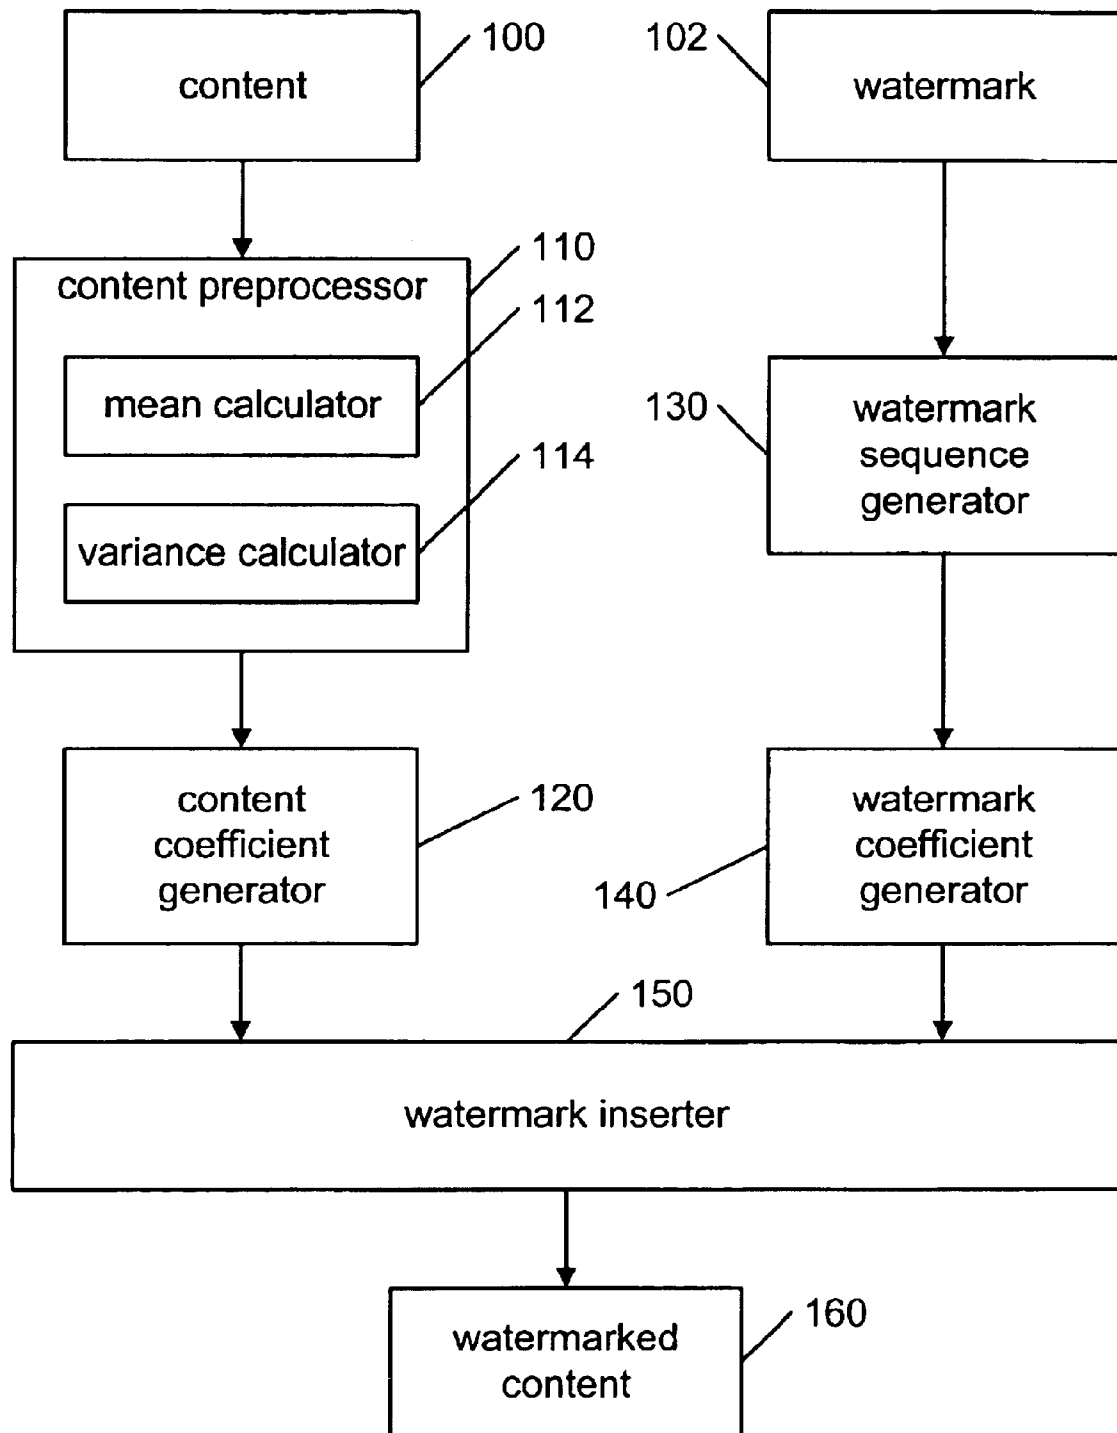 content
100
102
watermark
content preprocessor
110
112
mean calculator
114
variance calculator
130
watermark
sequence
generator
content
coefficient
generator
120
watermark
coefficient
generator
140
150
watermark inserter
160
watermarked
content